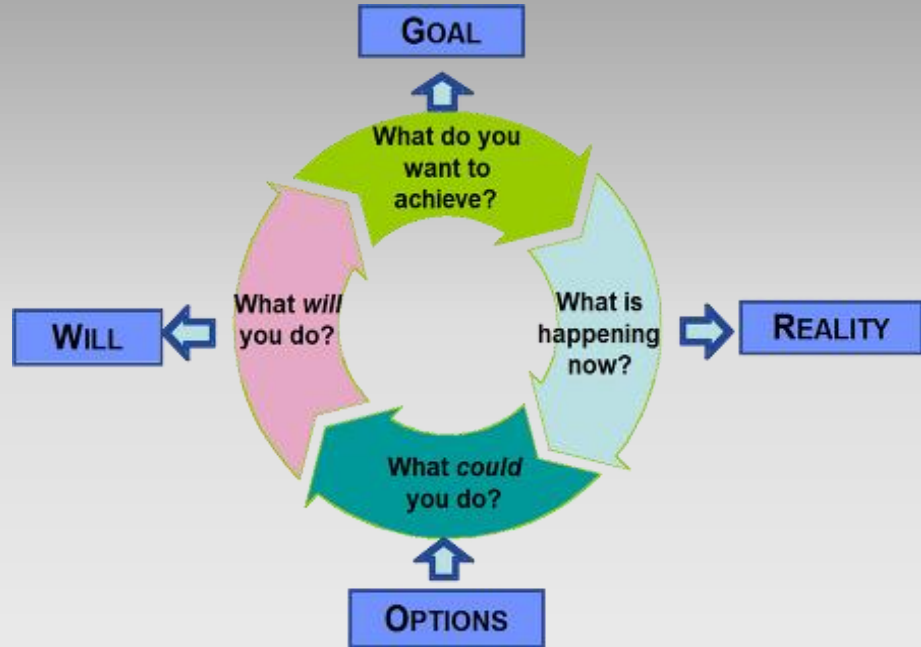 GOAL
What do you
want to
achieve?
What will
you do?
What is
happening
now?
WILL
REALITY
What could
you do?
OPTIONS